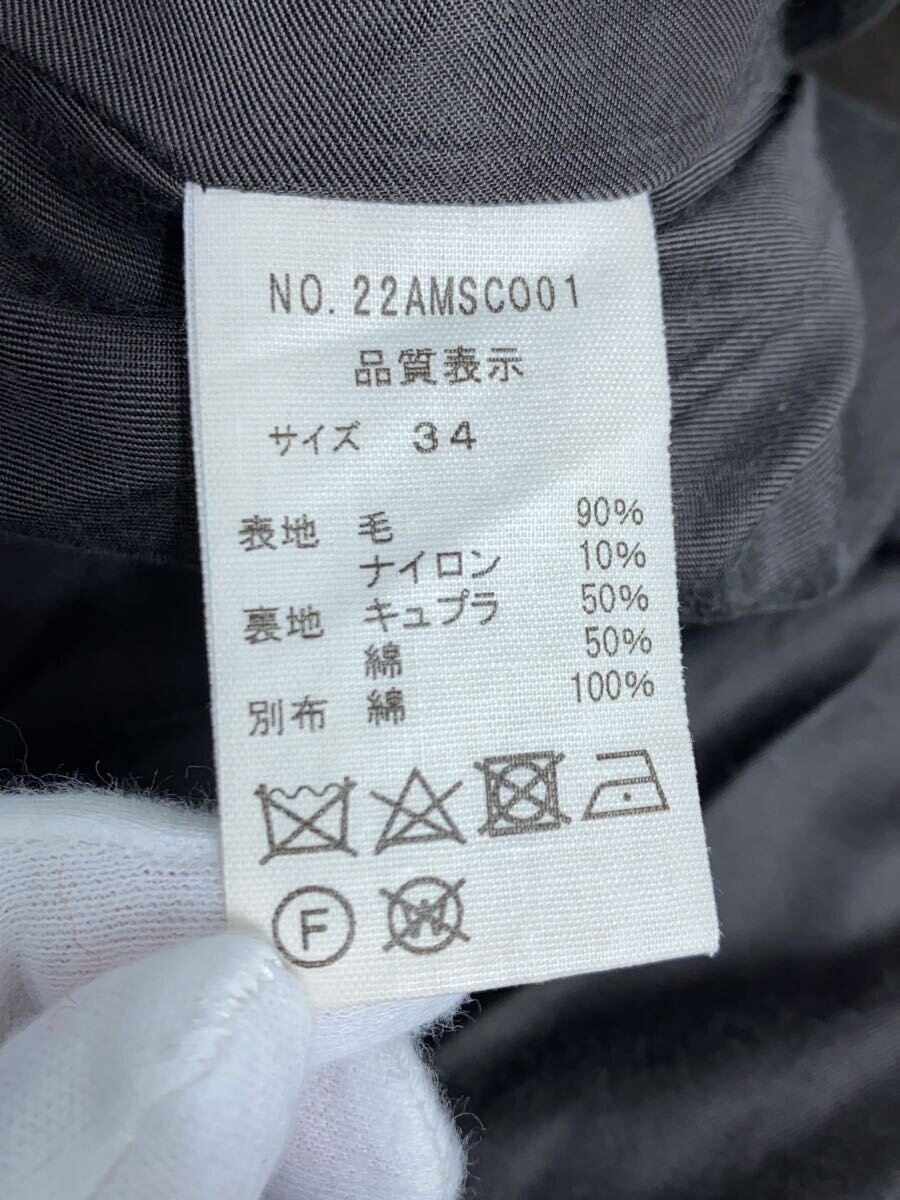 NO.22AMSCO01
品質表示
サイズ 34
表地 毛 90%
ナイロン 10%
裏地 キュプラ 50%
綿 50%
別布 綿 100%
F
W